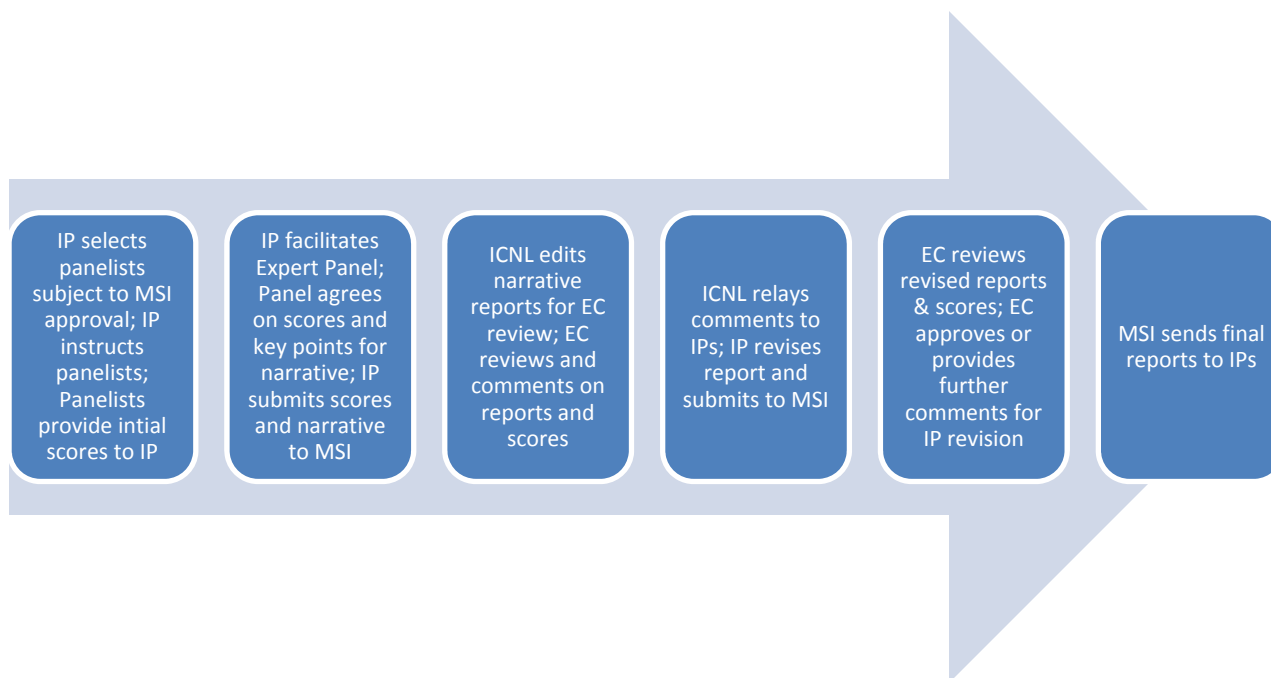 IP selects
panelists
subject to MSI
approval; IP
instructs
panelists;
Panelists
provide intial
scores to IP
IP facilitates
Expert Panel;
Panel agrees
on scores and
key points for
narrative; IP
submits scores
and narrative
to MSI
ICNL edits
narrative
reports for EC
review; EC
reviews and
comments on
reports and
scores
ICNL relays
comments to
IPs; IP revises
report and
submits to MSI
EC reviews
revised reports
& scores; EC
approves or
provides
further
comments for
IP revision
MSI sends final
reports to IPs